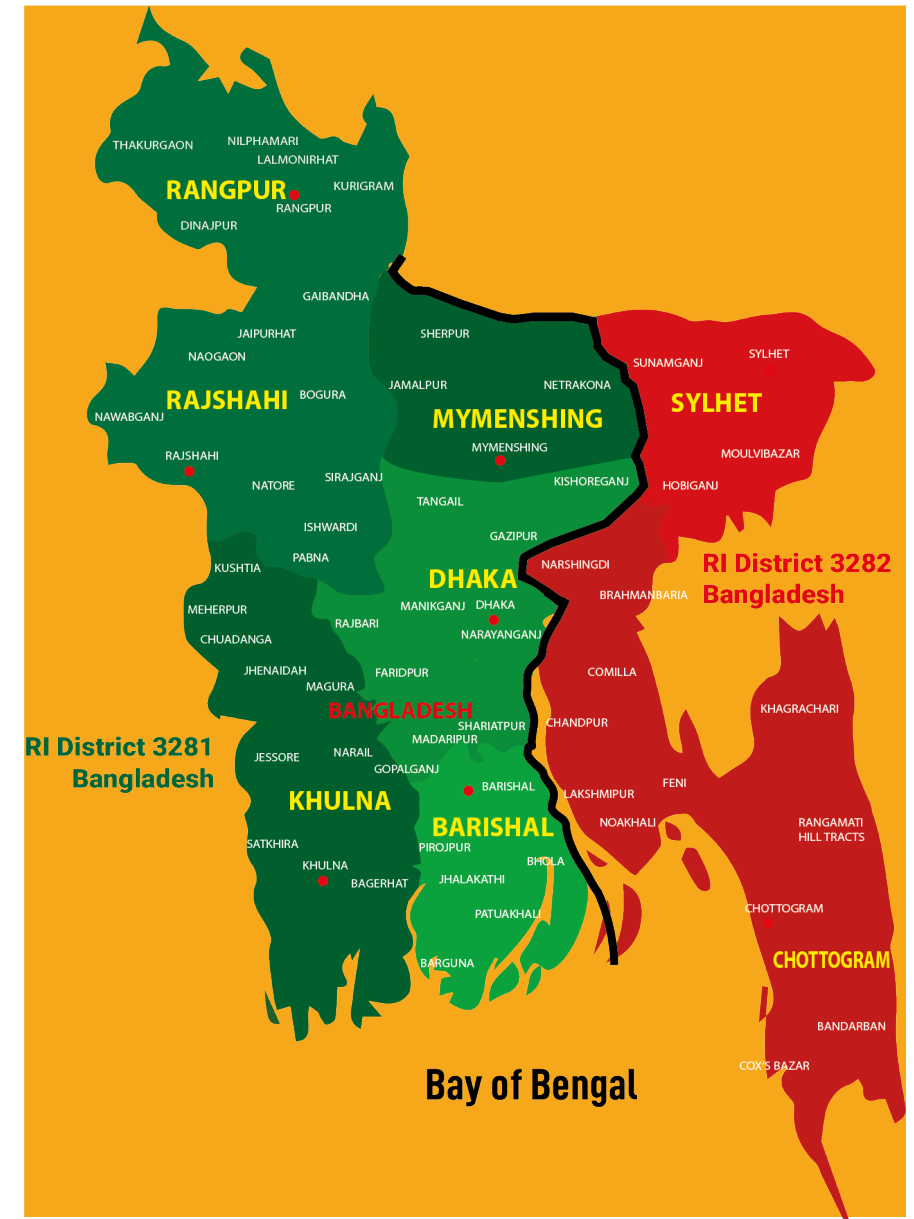 THAKURGAON
NILPHAMARI
LALMONIRHAT
RANGPUR
KURIGRAM
RANGPUR
DINAJPUR
GAIBANDHA
JAIPURHAT
NAOGAON
RAJSHAHI
BOGURA
NAWABGANJ
RAJSHAHI
NATORE
SIRAJGANJ
ISHWARDI
PABNA
SHERPUR
JAMALPUR
NETRAKONA
MYMENSHING
MYMENSHING
SUNAMGANJ
SYLHET
SYLHET
MOULVIBAZAR
HOBIGANJ
KISHOREGANJ
TANGAIL
GAZIPUR
DHAKA
MANIKGANJ
DHAKA
NARAYANGANJ
RAJBARI
FARIDPUR
BANGLADESH
SHARIATPUR
MADARIPUR
GOPALGANJ
NARSHINGDI
BRAHMANBARIA
RI District 3282
Bangladesh
KUSHTIA
MEHERPUR
CHUADANGA
JHENAIDAH
MAGURA
RI District 3281
Bangladesh
JESSORE
NARAIL
KHULNA
SATKHIRA
KHULNA
BAGERHAT
BARISHAL
BARISHAL
PIROJPUR
BHOLA
JHALAKATHI
PATUAKHALI
BARGUNA
COMILLA
CHANDPUR
LAKSHMIPUR
FENI
NOAKHALI
KHAGRACHARI
RANGAMATI
HILL TRACTS
CHOTTOGRAM
CHOTTOGRAM
BANDARBAN
COX'S BAZAR
Bay of Bengal